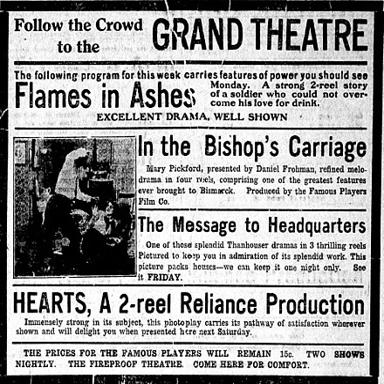 Follow the Crowd
to the
GRAND THEATRE
The following program for this week carries features of power you should see
Flames in Ashes
Monday. A strong 2-reel story
of a soldier who could not over-
come his love for drink.
EXCELLENT DRAMA, WELL SHOWN
In the Bishop's Carriage
Mary Pickford, presented by Daniel Frohman, refined melo-
drama in four reels, comprising one of the greatest features
ever brought to Bismarck. Produced by the Famous Players
Film Co.
The Message to Headquarters
One of those splendid Thanhouser dramas in 3 thrilling reels
Pictured to keep you in admiration of its splendid work. This
picture packs houses—we can keep it one night only. See
it FRIDAY.
HEARTS, A 2-reel Reliance Production
Immensely strong in its subject, this photoplay carries its pathway of satisfaction wherever
shown and will delight you when presented here next Saturday.
THE PRICES FOR THE FAMOUS PLAYERS WILL REMAIN 15c. TWO SHOWS
NIGHTLY. THE FIREPROOF THEATRE. COME HERE FOR COMFORT.